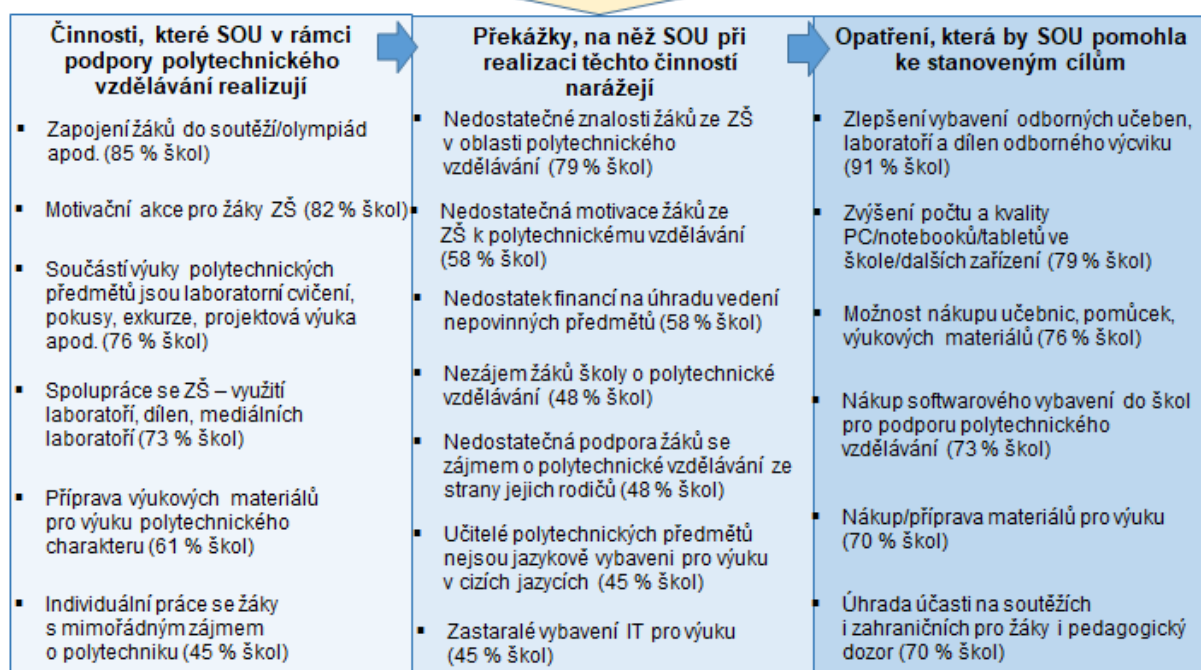 Činnosti, které SOU v rámci
podpory polytechnického
vzdělávání realizují
▪ Zapojení žáků do soutěží/olympiád
apod. (85 % škol)
▪ Motivační akce pro žáky ZŠ (82 % škol)
▪ Součástí výuky polytechnických
předmětů jsou laboratorní cvičení,
pokusy, exkurze, projektová výuka
apod. (76 % škol)
▪ Spolupráce se ZŠ – využití
laboratoří, dílen, mediálních
laboratoří (73 % škol)
▪ Příprava výukových materiálů
pro výuku polytechnického
charakteru (61 % škol)
▪ Individuální práce se žáky
s mimořádným zájmem
o polytechniku (45 % škol)
Překážky, na něž SOU při
realizaci těchto činností
narážejí
▪ Nedostatečné znalosti žáků ze ZŠ
v oblasti polytechnického
vzdělávání (79 % škol)
▪ Nedostatečná motivace žáků ze
ZŠ k polytechnickému vzdělávání
(58 % škol)
▪ Nedostatek financí na úhradu vedení
nepovinných předmětů (58 % škol)
▪ Nezájem žáků školy o polytechnické
vzdělávání (48 % škol)
▪ Nedostatečná podpora žáků se
zájmem o polytechnické vzdělávání ze
strany jejich rodičů (48 % škol)
▪ Učitelé polytechnických předmětů
nejsou jazykově vybaveni pro výuku
v cizích jazycích (45 % škol)
▪ Zastaralé vybavení IT pro výuku
(45 % škol)
Opatření, která by SOU pomohla
ke stanoveným cílům
▪ Zlepšení vybavení odborných učeben,
laboratoří a dílen odborného výcviku
(91 % škol)
▪ Zvýšení počtu a kvality
PC/notebooků/tabletů ve
škole/dalších zařízení (79 % škol)
▪ Možnost nákupu učebnic, pomůcek,
výukových materiálů (76 % škol)
▪ Nákup softwarového vybavení do škol
pro podporu polytechnického
vzdělávání (73 % škol)
▪ Nákup/příprava materiálů pro výuku
(70 % škol)
▪ Úhrada účasti na soutěžích
i zahraničních pro žáky i pedagogický
dozor (70 % škol)